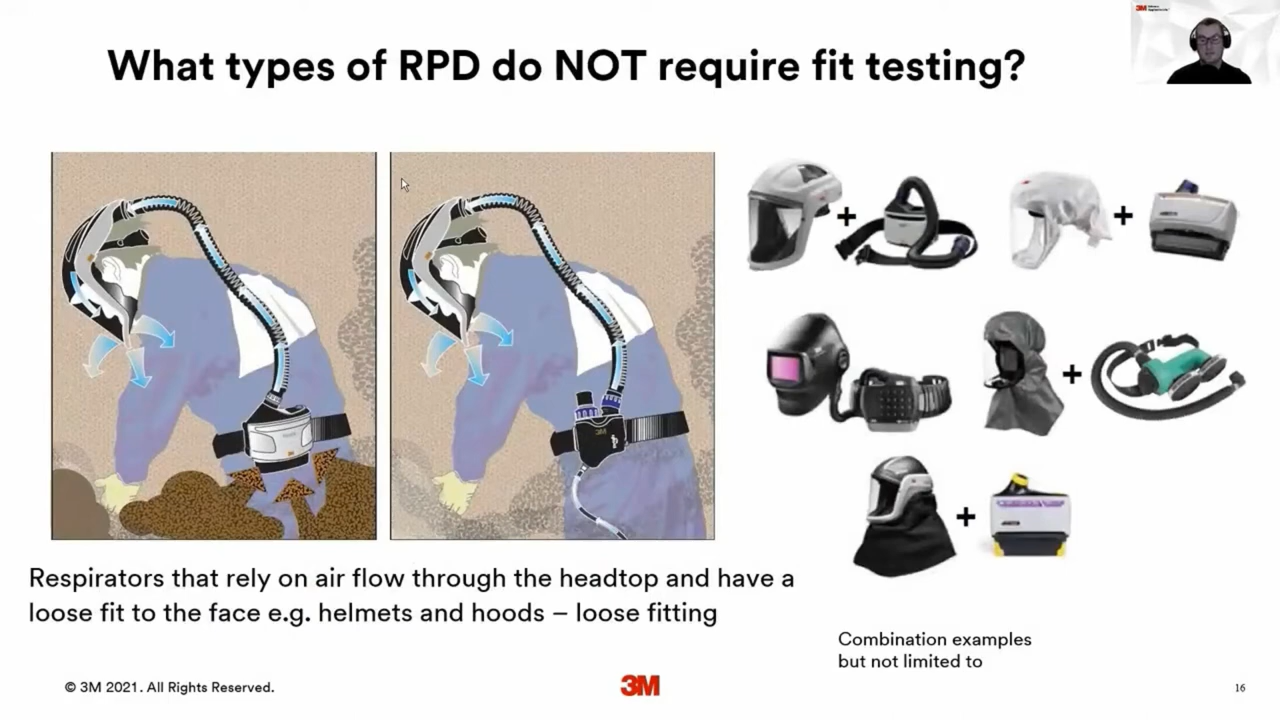 What types of RPD do NOT require fit testing?
3M
3M
+
+
+
+
Respirators that rely on air flow through the headtop and have a
loose fit to the face e.g. helmets and hoods – loose fitting
Combination examples
but not limited to
© 3M 2021. All Rights Reserved.
3M
16